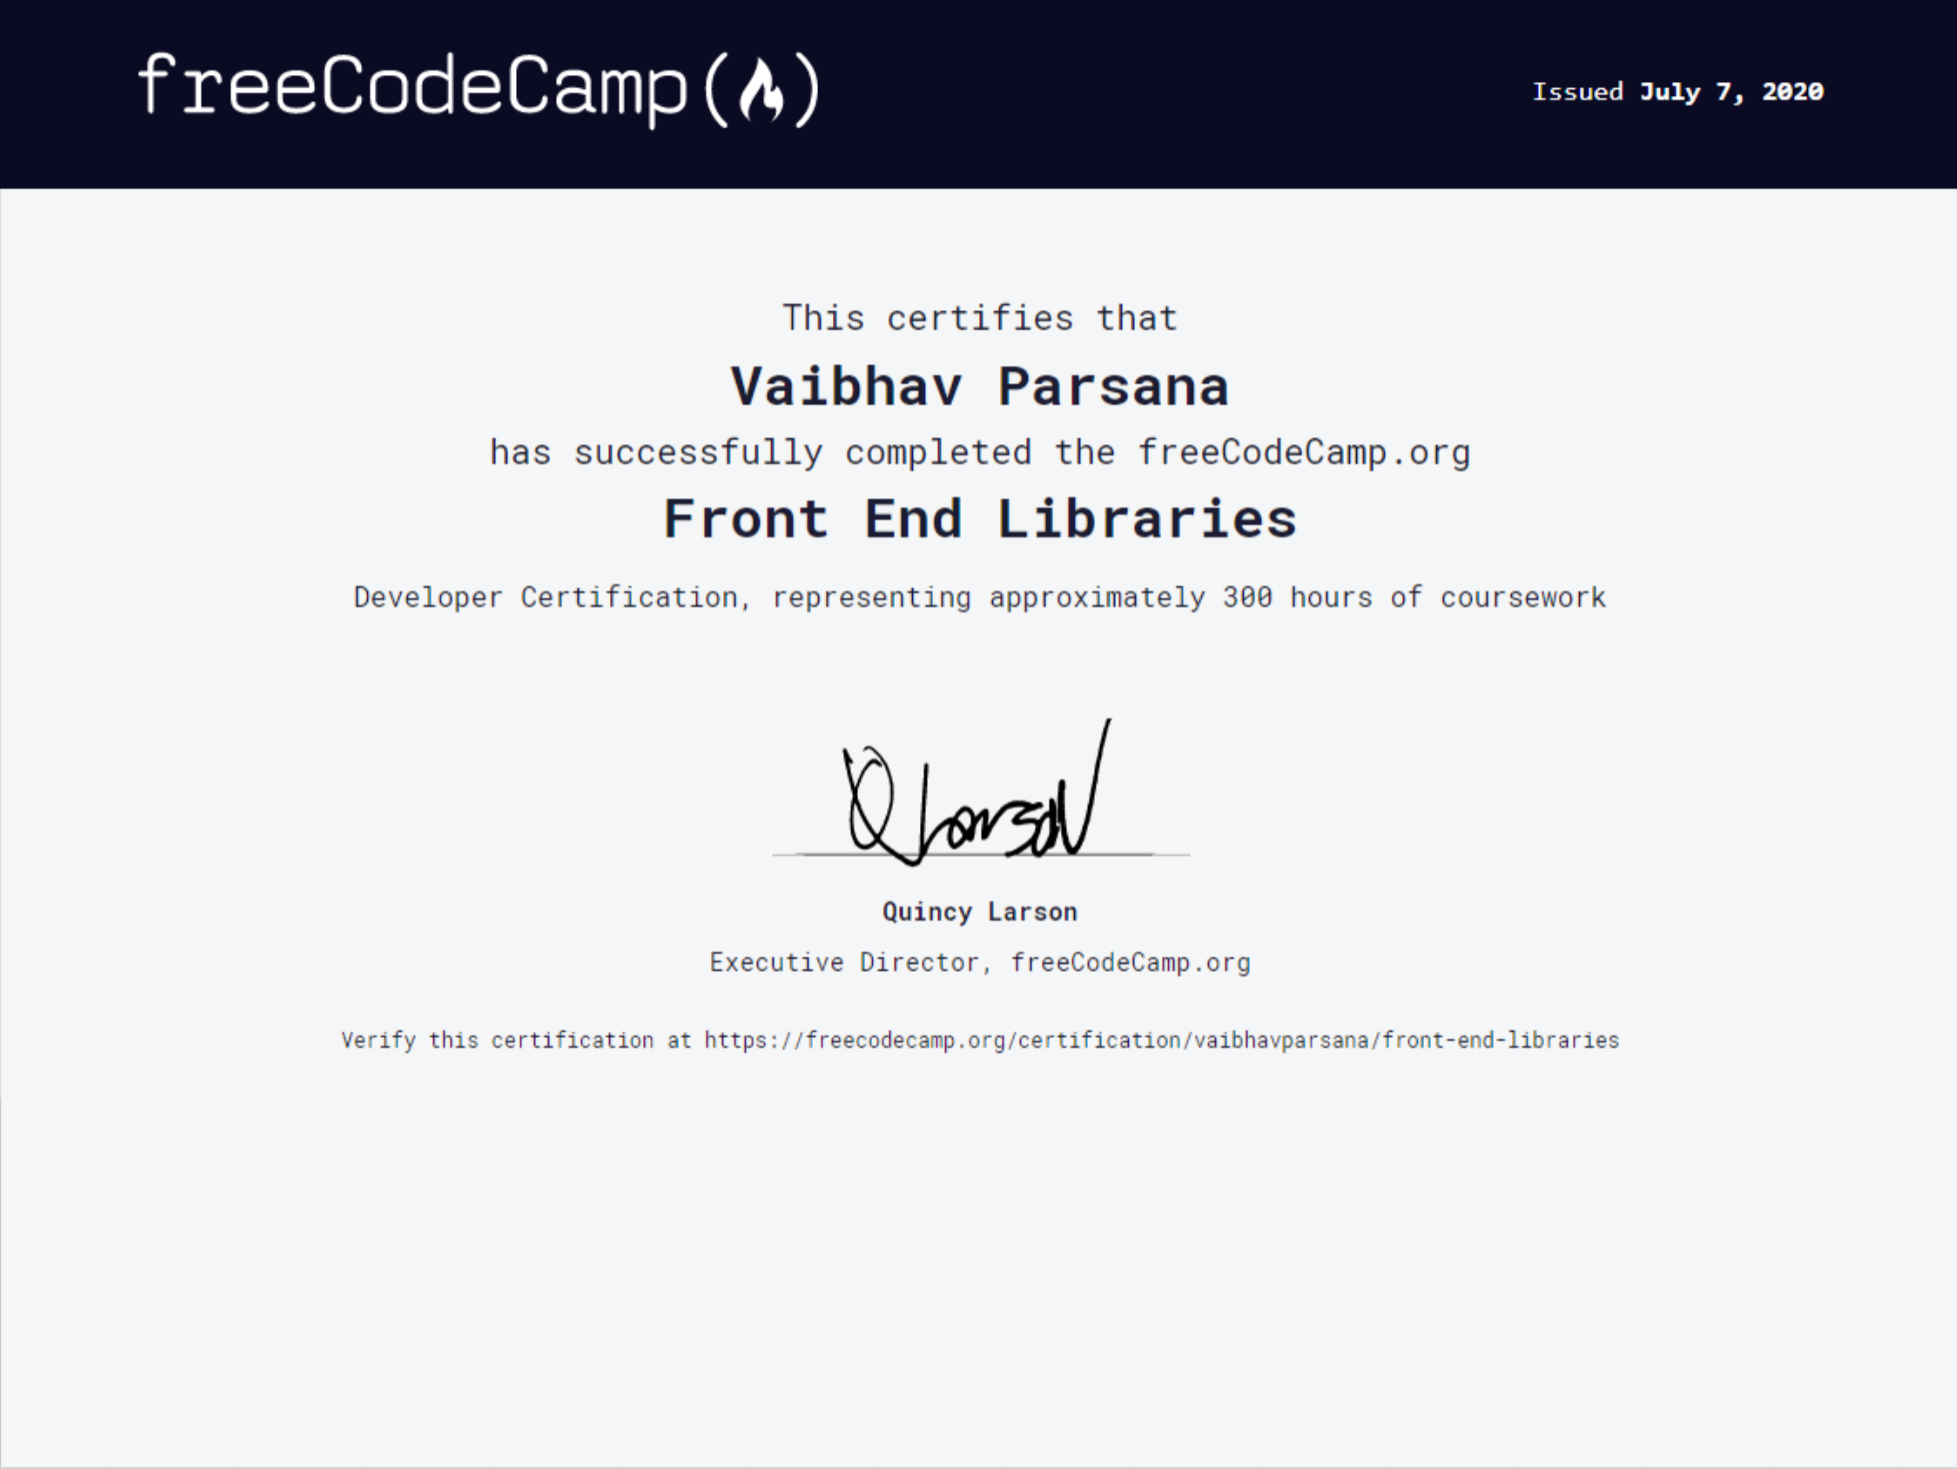 freeCodeCamp(🔥)
Issued July 7, 2020
This certifies that
Vaibhav Parsana
has successfully completed the freeCodeCamp.org
Front End Libraries
Developer Certification, representing approximately 300 hours of coursework
Q Larson
Quincy Larson
Executive Director, freeCodeCamp.org
Verify this certification at https://freecodecamp.org/certification/vaibhavparsana/front-end-libraries